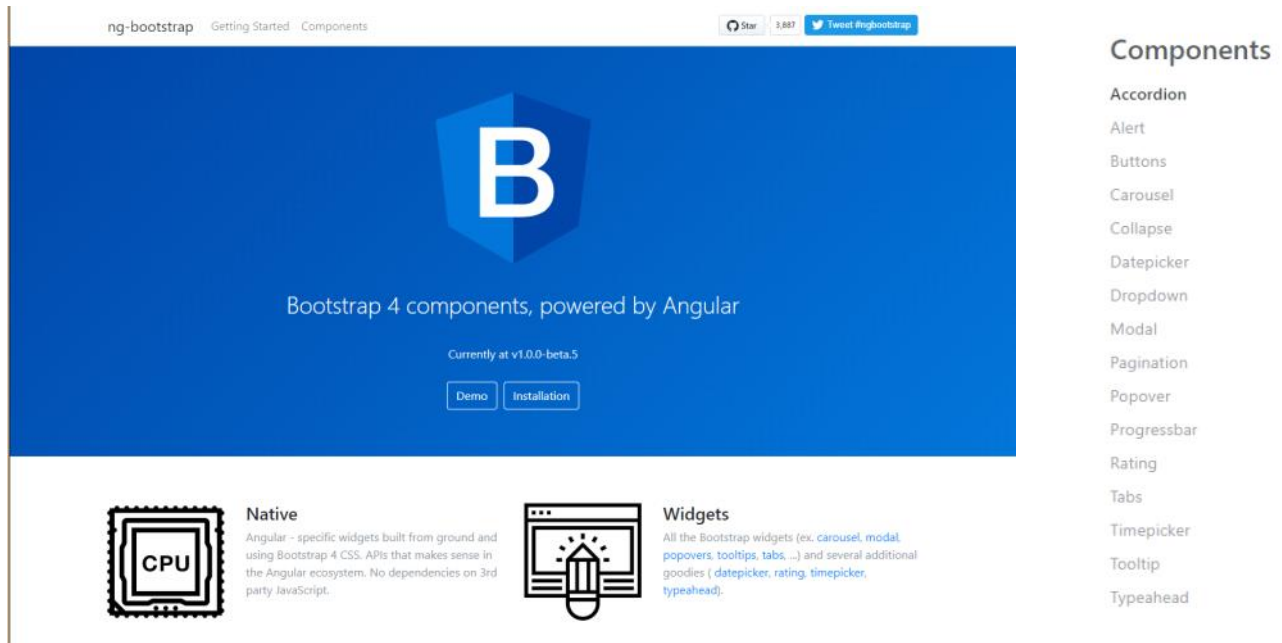 ng-bootstrap Getting Started Components
Star 3,887 Tweet #ngbootstrap
B
Bootstrap 4 components, powered by Angular
Currently at v1.0.0-beta.5
Demo Installation
CPU
Native
Angular - specific widgets built from ground and
using Bootstrap 4 CSS. APIs that makes sense in
the Angular ecosystem. No dependencies on 3rd
party JavaScript.
Widgets
All the Bootstrap widgets (ex. carousel, modal,
popovers, tooltips, tabs, ...) and several additional
goodies ( datepicker, rating, timepicker,
typeahead).
Components
Accordion
Alert
Buttons
Carousel
Collapse
Datepicker
Dropdown
Modal
Pagination
Popover
Progressbar
Rating
Tabs
Timepicker
Tooltip
Typeahead